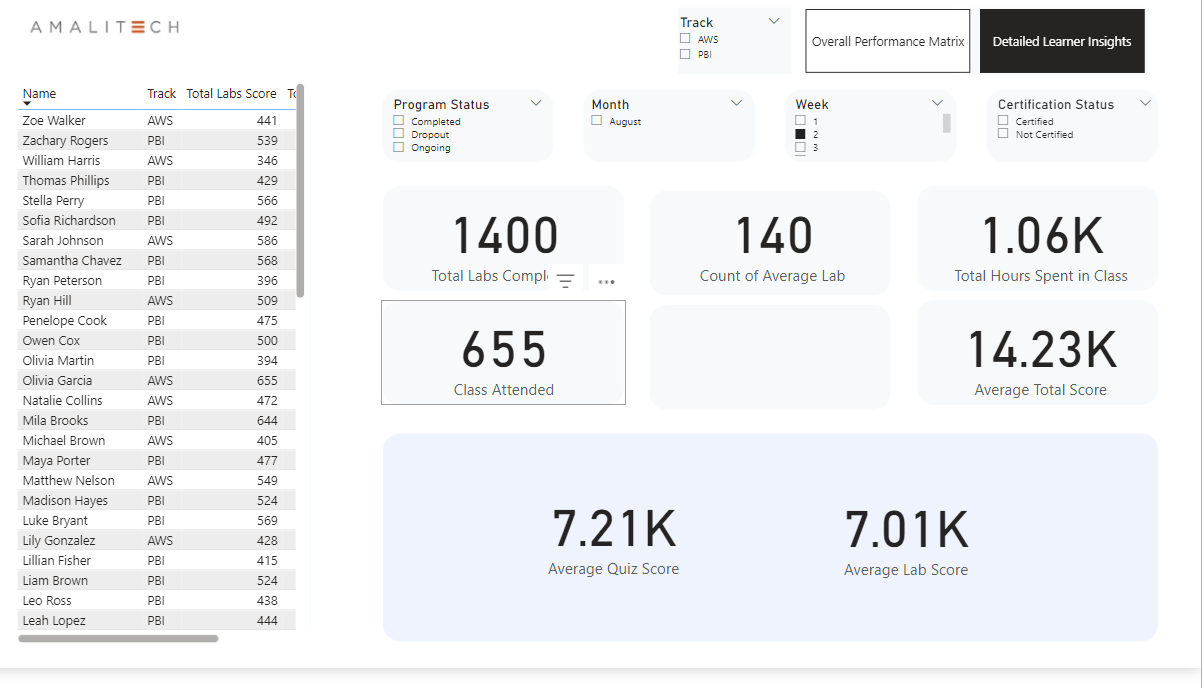 AMALITECH
Track
AWS
PBI
Overall Performance Matrix
Detailed Learner Insights
Program Status
Completed
Dropout
Ongoing
Month
August
Week
1
2
3
Certification Status
Certified
Not Certified
Name Track Total Labs Score
Zoe Walker AWS 441
Zachary Rogers PBI 539
William Harris AWS 346
Thomas Phillips PBI 429
Stella Perry PBI 566
Sofia Richardson PBI 492
Sarah Johnson AWS 586
Samantha Chavez PBI 568
Ryan Peterson PBI 396
Ryan Hill AWS 509
Penelope Cook PBI 475
Owen Cox PBI 500
Olivia Martin PBI 394
Olivia Garcia AWS 655
Natalie Collins AWS 472
Mila Brooks PBI 644
Michael Brown AWS 405
Maya Porter PBI 477
Matthew Nelson AWS 549
Madison Hayes PBI 524
Luke Bryant PBI 569
Lily Gonzalez AWS 428
Lillian Fisher PBI 415
Liam Brown PBI 524
Leo Ross PBI 438
Leah Lopez PBI 444
1400
Total Labs
140
Count of Average Lab
1.06K
Total Hours Spent in Class
655
Class Attended
14.23K
Average Total Score
7.21K
Average Quiz Score
7.01K
Average Lab Score